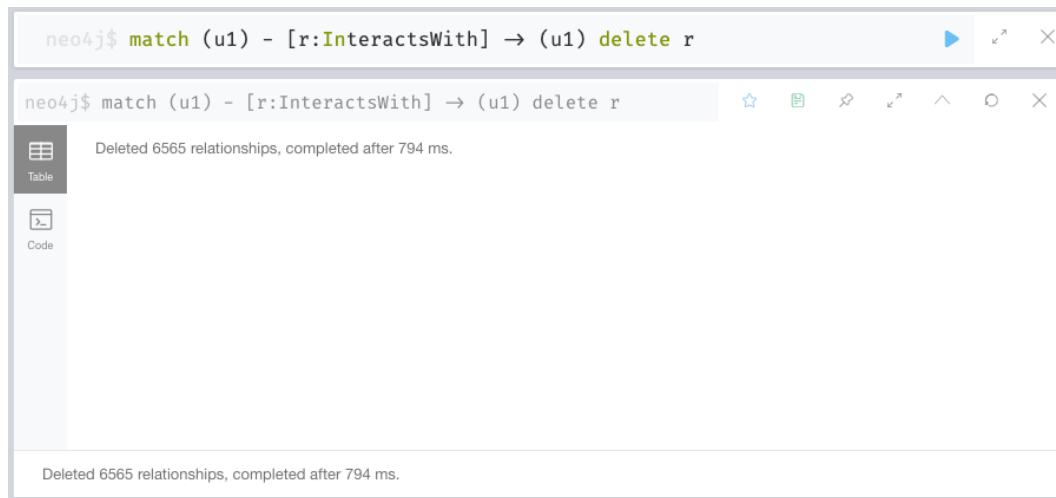 neo4j$ match (u1) - [r:InteractsWith] → (u1) delete r
neo4j$ match (u1) - [r:InteractsWith] → (u1) delete r
Table
Deleted 6565 relationships, completed after 794 ms.
Code
Deleted 6565 relationships, completed after 794 ms.